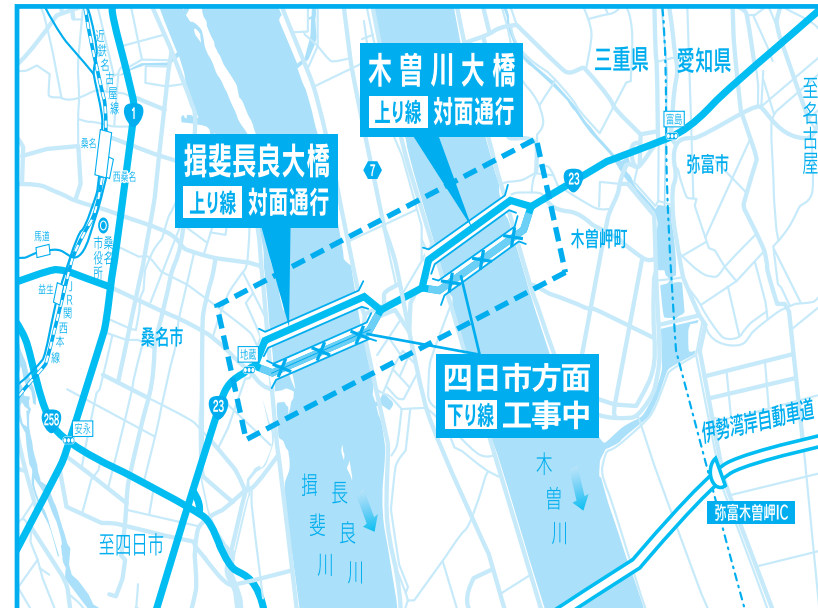 木曽川大橋
上り線 対面通行
揖斐長良大橋
上り線 対面通行
四日市方面
下り線 工事中
三重県
愛知県
至名古屋
弥富市
木曽岬町
桑名市
近鉄名古屋線
桑名
西桑名
馬道
益生
桑名市役所
JR関西本線
地蔵
安永
1
7
23
23
258
至四日市
揖斐川
長良川
木曽川
伊勢湾岸自動車道
弥富木曽岬IC